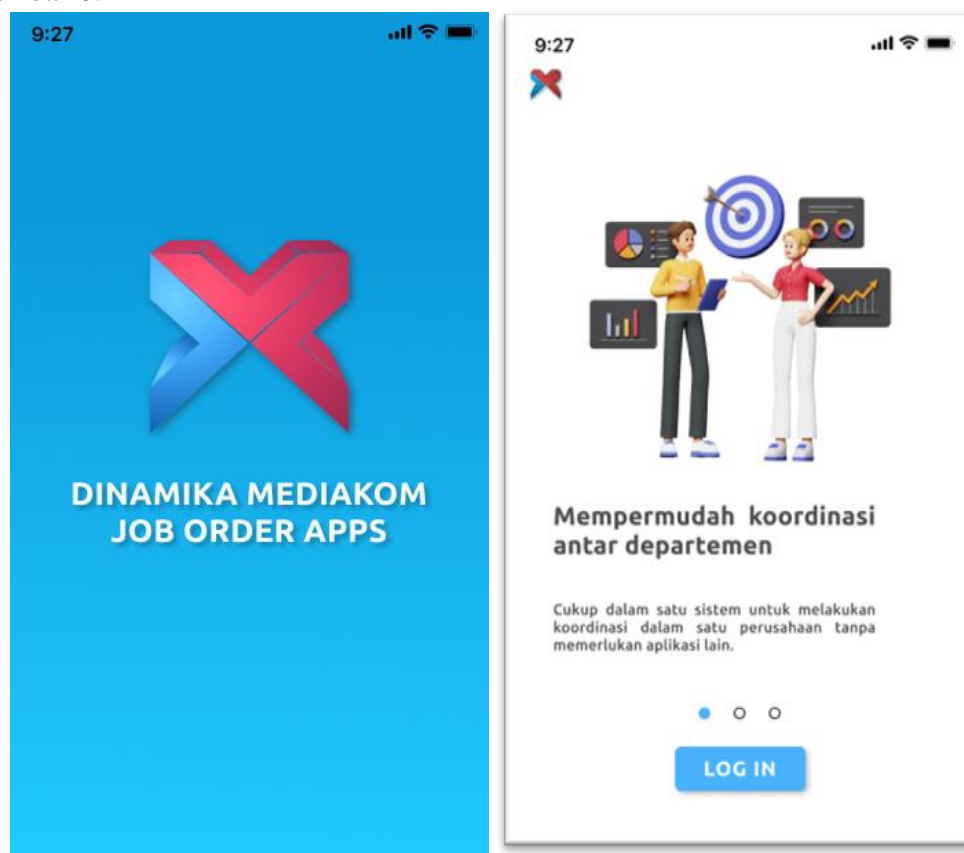 9:27
DINAMIKA MEDIAKOM
JOB ORDER APPS
9:27
Mempermudah koordinasi
antar departemen
Cukup dalam satu sistem untuk melakukan
koordinasi dalam satu perusahaan tanpa
memerlukan aplikasi lain.
LOG IN